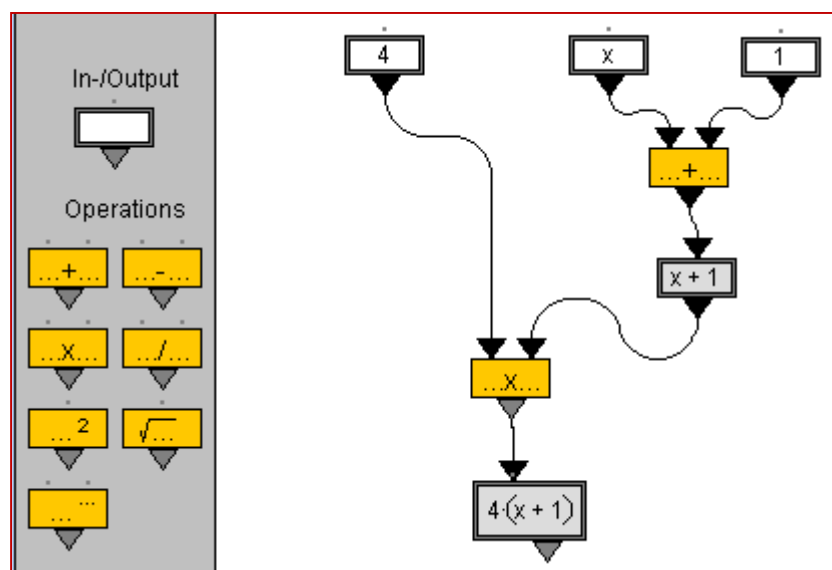 In-/Output
Operations
...+... ...-...
...x... .../...
...² √...
...^...
4 x 1
...+...
x + 1
...x...
4·(x + 1)